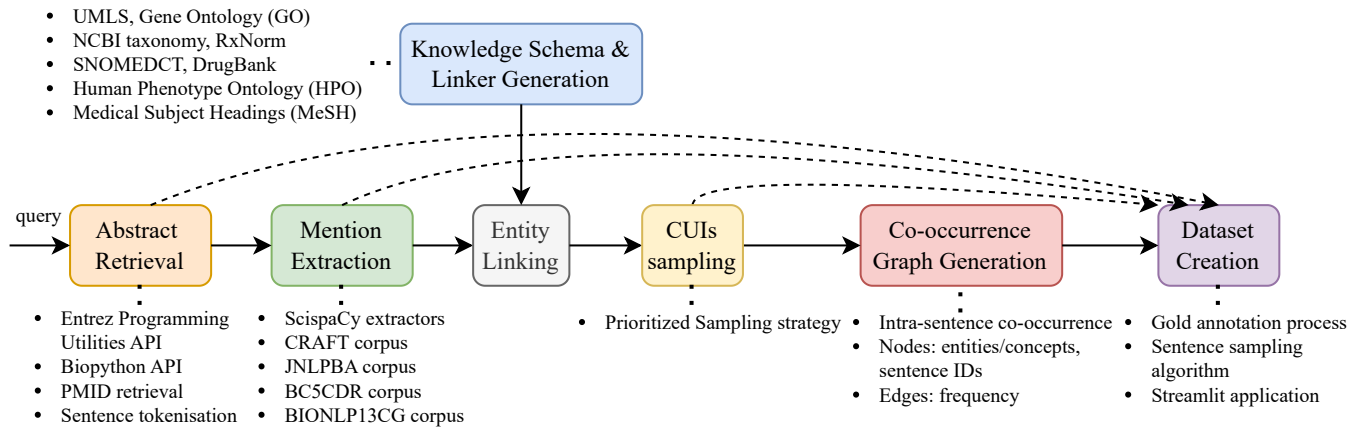 • UMLS, Gene Ontology (GO)
• NCBI taxonomy, RxNorm
• SNOMEDCT, DrugBank
• Human Phenotype Ontology (HPO)
• Medical Subject Headings (MeSH)
Knowledge Schema &
Linker Generation
query
Abstract
Retrieval
Mention
Extraction
Entity
Linking
CUIs
sampling
Co-occurrence
Graph Generation
Dataset
Creation
• Entrez Programming
Utilities API
• Biopython API
• PMID retrieval
• Sentence tokenisation
• ScispaCy extractors
• CRAFT corpus
• JNLPBA corpus
• BC5CDR corpus
• BIONLP13CG corpus
• Prioritized Sampling strategy
• Intra-sentence co-occurrence
• Nodes: entities/concepts,
sentence IDs
• Edges: frequency
• Gold annotation process
• Sentence sampling
algorithm
• Streamlit application